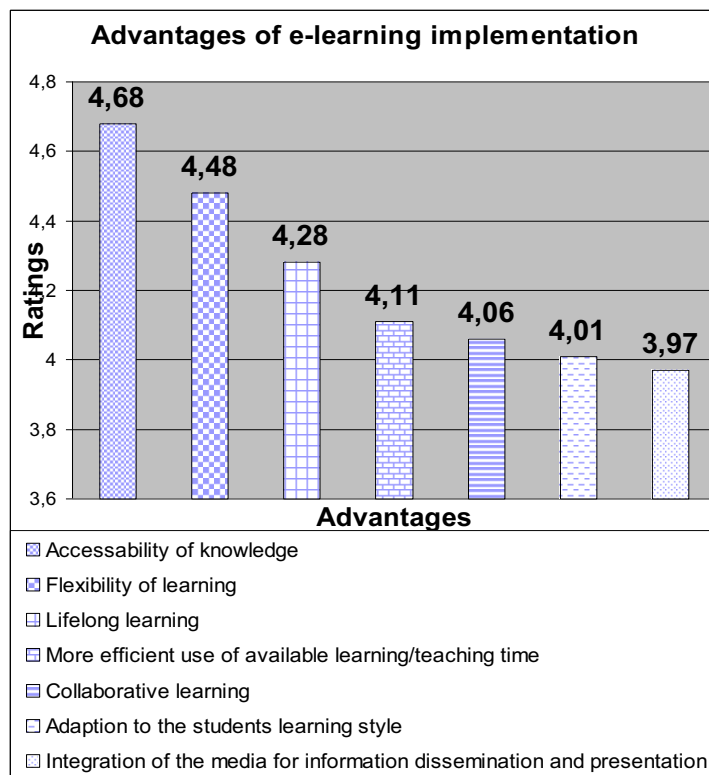 Advantages of e-learning implementation
4,8
4,6
4,4
4,2
4
3,8
3,6
Ratings
4,68
4,48
4,28
4,11
4,06
4,01
3,97
Advantages
Accessability of knowledge
Flexibility of learning
Lifelong learning
More efficient use of available learning/teaching time
Collaborative learning
Adaption to the students learning style
Integration of the media for information dissemination and presentation